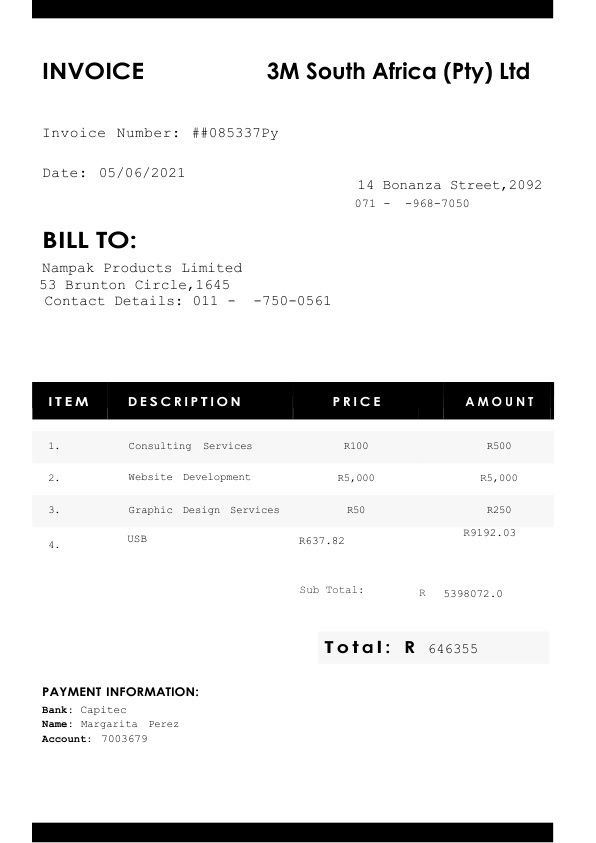 INVOICE 3M South Africa (Pty) Ltd
Invoice Number: ##085337Py
Date: 05/06/2021
14 Bonanza Street,2092
071 - -968-7050
BILL TO:
Nampak Products Limited
53 Brunton Circle,1645
Contact Details: 011 - -750-0561
ITEM DESCRIPTION PRICE AMOUNT
1. Consulting Services R100 R500
2. Website Development R5,000 R5,000
3. Graphic Design Services R50 R250
4. USB R637.82 R9192.03
Sub Total: R 5398072.0
Total: R 646355
PAYMENT INFORMATION:
Bank: Capitec
Name: Margarita Perez
Account: 7003679